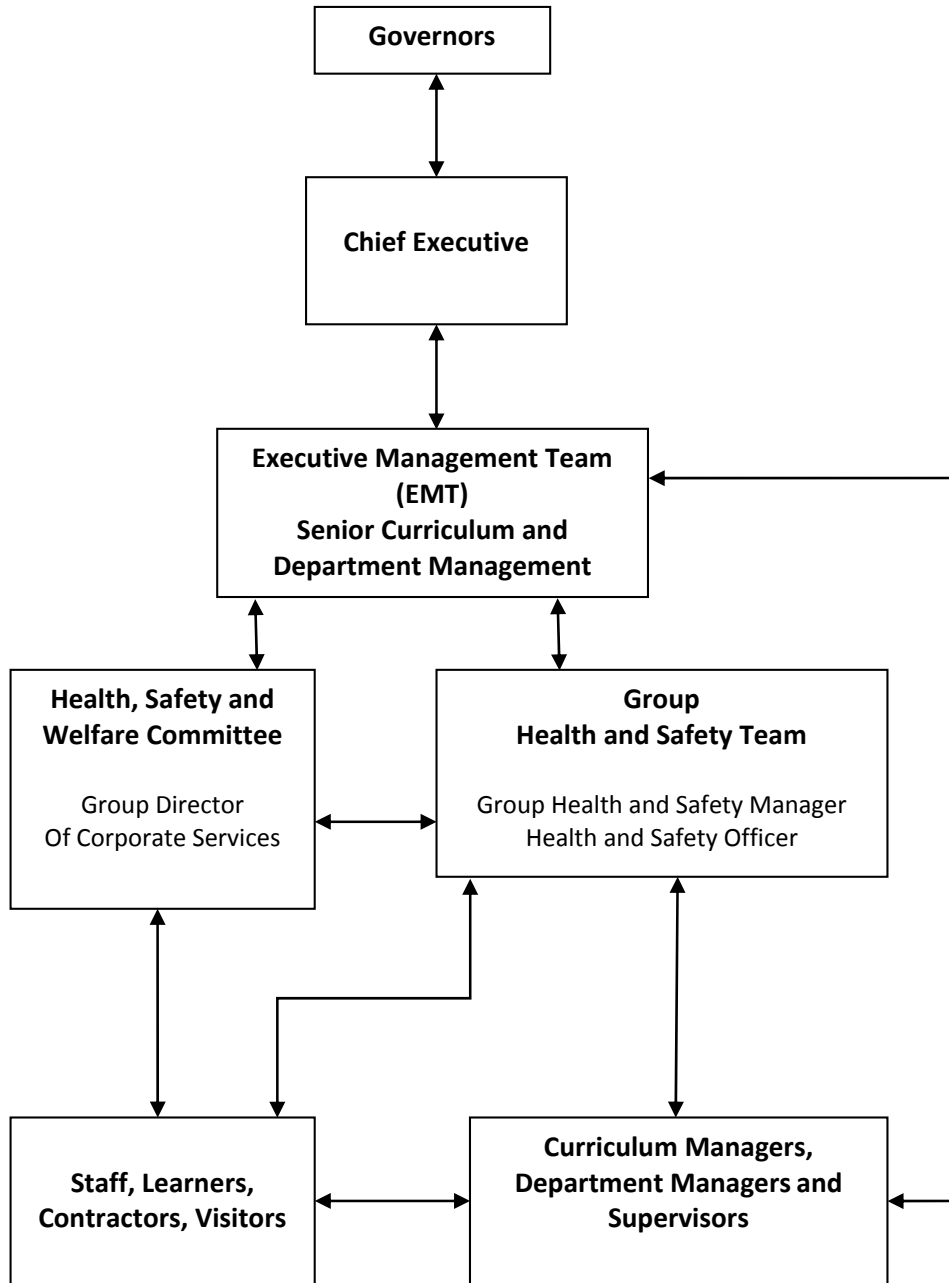 Governors
Chief Executive
Executive Management Team
(EMT)
Senior Curriculum and
Department Management
Health, Safety and
Welfare Committee
Group Director
Of Corporate Services
Group
Health and Safety Team
Group Health and Safety Manager
Health and Safety Officer
Staff, Learners,
Contractors, Visitors
Curriculum Managers,
Department Managers and
Supervisors